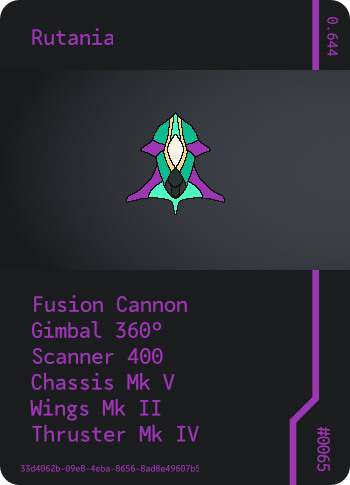 Rutania
0.644
Fusion Cannon
Gimbal 360°
Scanner 400
Chassis Mk V
Wings Mk II
Thruster Mk IV
#0065
33d4062b-09e8-4eba-8656-8ad8e49607b5